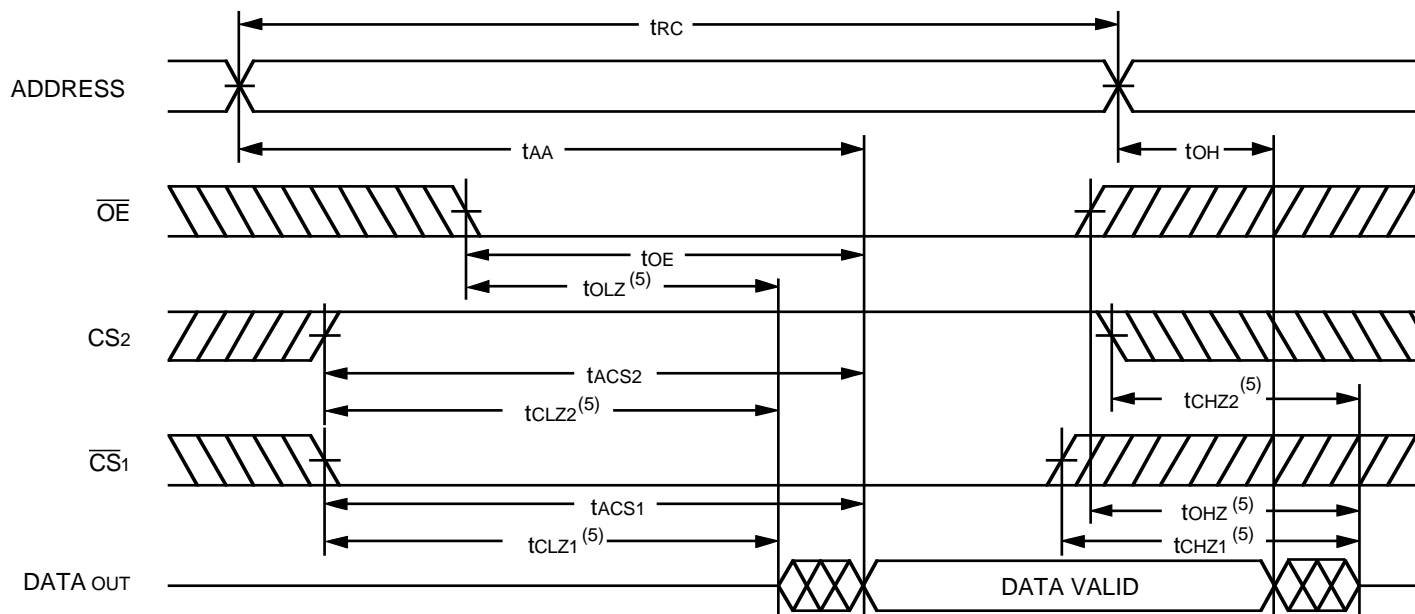 tRC
ADDRESS
tAA
tOH
OE
tOE
tOLZ (5)
CS2
tACS2
tCLZ2 (5)
tCHZ2 (5)
CS1
tACS1
tOHZ (5)
tCLZ1 (5)
tCHZ1 (5)
DATA OUT
DATA VALID